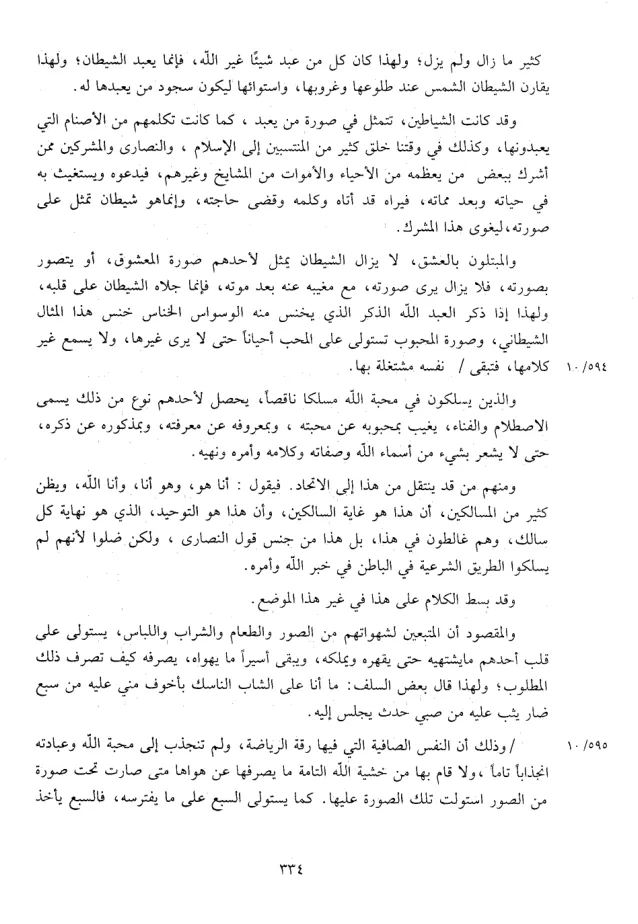 كثير ما زال ولم يزل؛ ولهذا كان كل من عبد شيئًا غير اللّه، فإنما يعبد الشيطان؛ ولهذا
يقارن الشيطان الشمس عند طلوعها وغروبها، واستوائها ليكون سجود من يعبدها له.
وقد كانت الشياطين، تتمثل في صورة من يعبد ، كما كانت تكلمهم من الأصنام التي
يعبدونها، وكذلك في وقتنا خلق كثير من المنتسبين إلى الإسلام ، والنصارى والمشركين ممن
أشرك ببعض من يعظمه من الأحياء والأموات من المشايخ وغيرهم، فيدعوه ويستغيث به
في حياته وبعد مماته، فيراه قد أتاه وكلمه وقضى حاجته، وإنماهو شيطان تمثل على
صورته،ليغوى هذا المشرك.
والمبتلون بالعشق، لا يزال الشيطان يمثل لأحدهم صورة المعشوق، أو يتصور
بصورته، فلا يزال يرى صورته، مع مغيبه عنه بعد موته، فإنما جلاه الشيطان على قلبه،
ولهذا إذا ذكر العبد اللّه الذكر الذي يخنس منه الوسواس الخناس خنس هذا المثال
الشيطاني، وصورة المحبوب تستولى على المحب أحياناً حتى لا يرى غيرها، ولا يسمع غير
كلامها، فتبقى / نفسه مشتغلة بها. ١٠/٥٩٤
والذين يسلكون في محبة اللّه مسلكا ناقصاً، يحصل لأحدهم نوع من ذلك يسمى
الاصطلام والفناء، يغيب بمحبوبه عن محبته ، وبمعروفه عن معرفته، وبمذكوره عن ذكره،
حتى لا يشعر بشيء من أسماء اللّه وصفاته وكلامه وأمره ونهيه.
ومنهم من قد ينتقل من هذا إلى الاتحاد. فيقول : أنا هو، وهو أنا، وأنا اللّه، ويظن
كثير من المسالكين، أن هذا هو غاية السالكين، وأن هذا هو التوحيد، الذي هو نهاية كل
سالك، وهم غالطون في هذا، بل هذا من جنس قول النصارى ، ولكن ضلوا لأنهم لم
يسلكوا الطريق الشرعية في الباطن في خبر اللّه وأمره.
وقد بسط الكلام على هذا في غير هذا الموضع.
والمقصود أن المتبعين لشهواتهم من الصور والطعام والشراب واللباس، يستولى على
قلب أحدهم مايشتهيه حتى يقهره ويملكه، ويبقى أسيراً ما يهواه، يصرفه كيف تصرف ذلك
المطلوب؛ ولهذا قال بعض السلف: ما أنا على الشاب الناسك بأخوف مني عليه من سبع
ضار يثب عليه من صبي حدث يجلس إليه.
/ وذلك أن النفس الصافية التي فيها رقة الرياضة، ولم تنجذب إلى محبة اللّه وعبادته ١٠/٥٩٥
انجذاباً تاماً ،ولا قام بها من خشية اللّه التامة ما يصرفها عن هواها متى صارت تحت صورة
من الصور استولت تلك الصورة عليها. كما يستولى السبع على ما يفترسه، فالسبع يأخذ
٣٣٤